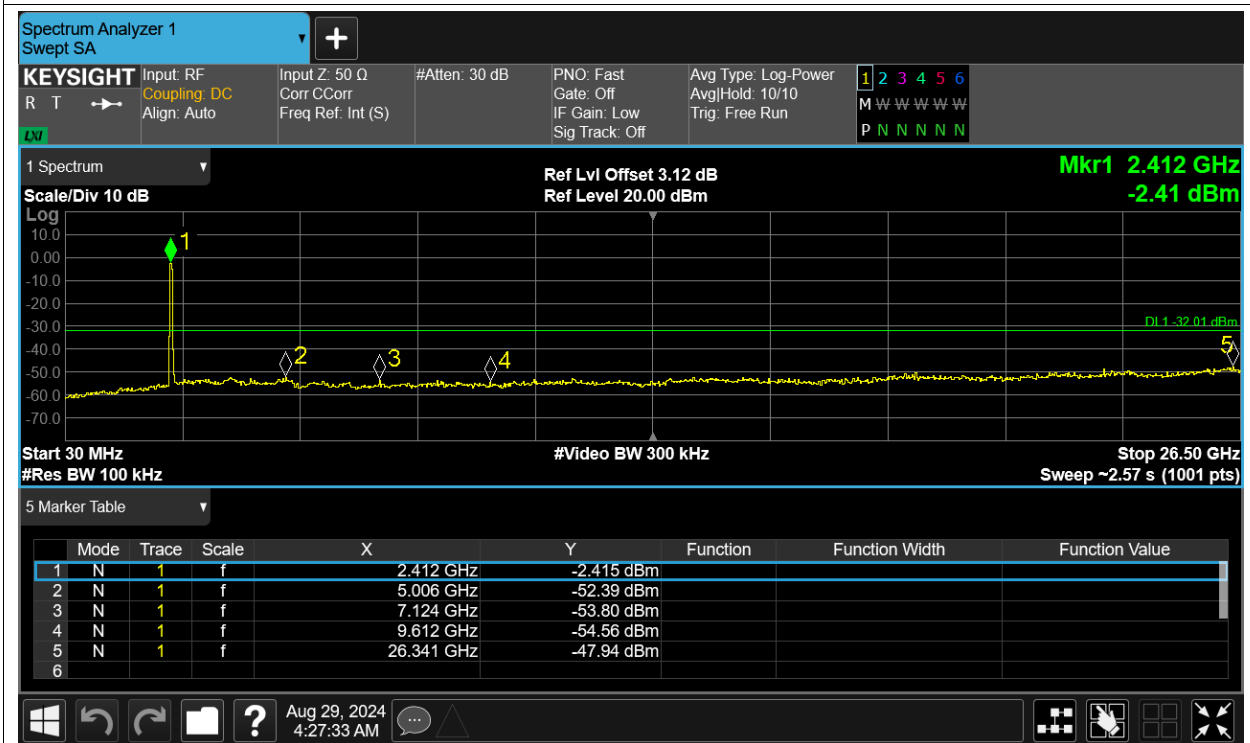 Spectrum Analyzer 1
Swept SA
KEYSIGHT
R T
LXI
Input: RF
Coupling: DC
Align: Auto
Input Z: 50 Ω
Corr CCorr
Freq Ref: Int (S)
#Atten: 30 dB
PNO: Fast
Gate: Off
IF Gain: Low
Sig Track: Off
Avg Type: Log-Power
Avg|Hold: 10/10
Trig: Free Run
1 2 3 4 5 6
M W W W W W
P N N N N N
1 Spectrum
Scale/Div 10 dB
Ref Lvl Offset 3.12 dB
Ref Level 20.00 dBm
Mkr1 2.412 GHz
-2.41 dBm
Log
10.0
0.00
-10.0
-20.0
-30.0
-40.0
-50.0
-60.0
-70.0
1
2
3
4
5
DL1 -32.01 dBm
Start 30 MHz
#Res BW 100 kHz
#Video BW 300 kHz
Stop 26.50 GHz
Sweep ~2.57 s (1001 pts)
5 Marker Table
Mode Trace Scale X Y Function Function Width Function Value
1 N 1 f 2.412 GHz -2.415 dBm
2 N 1 f 5.006 GHz -52.39 dBm
3 N 1 f 7.124 GHz -53.80 dBm
4 N 1 f 9.612 GHz -54.56 dBm
5 N 1 f 26.341 GHz -47.94 dBm
6
?
Aug 29, 2024
4:27:33 AM